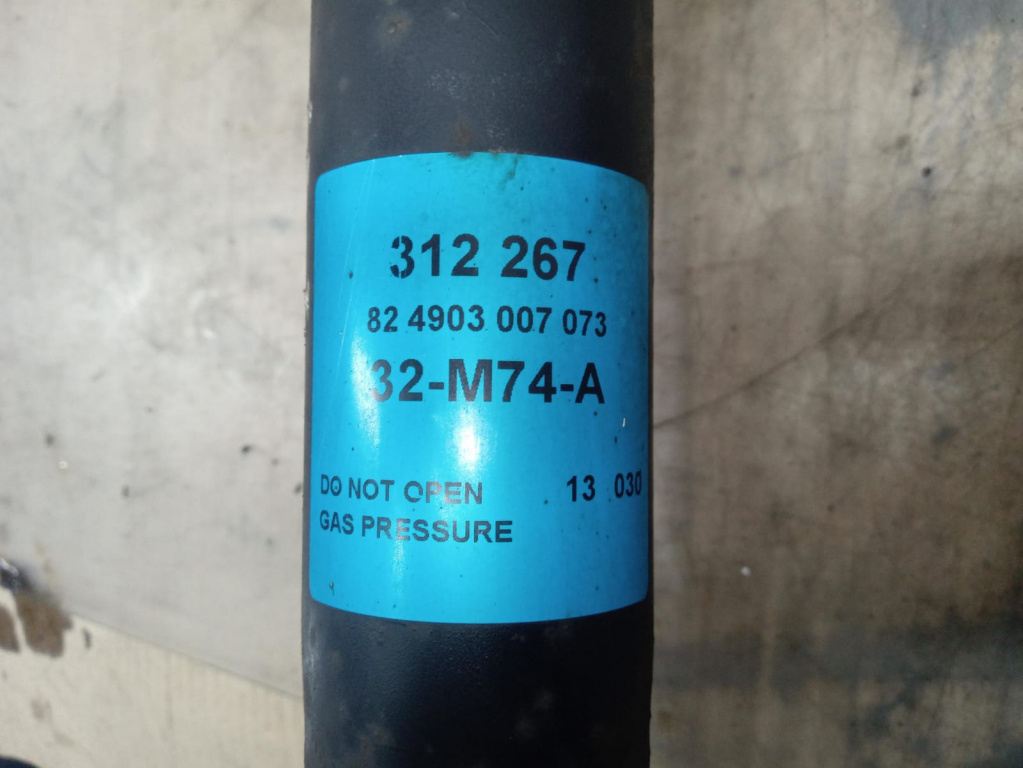 312 267
82 4903 007 073
32-M74-A
DO NOT OPEN 13 030
GAS PRESSURE